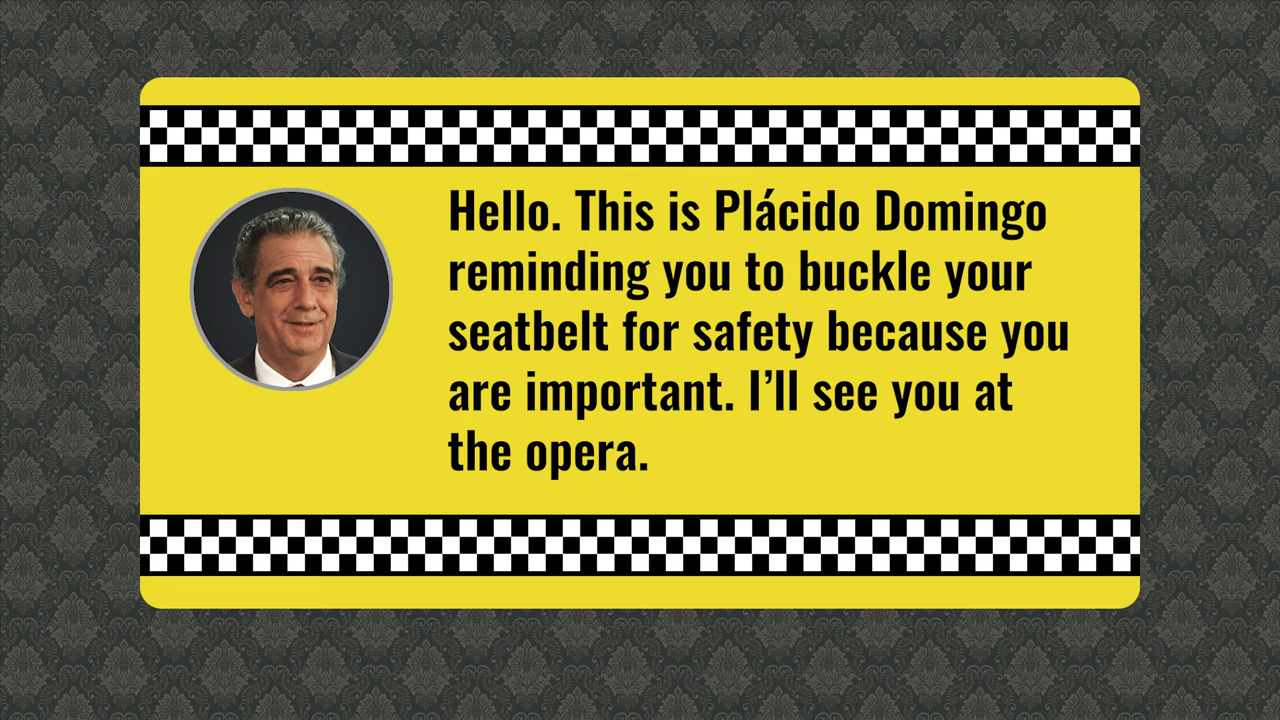 Hello. This is Plácido Domingo
reminding you to buckle your
seatbelt for safety because you
are important. I’ll see you at
the opera.